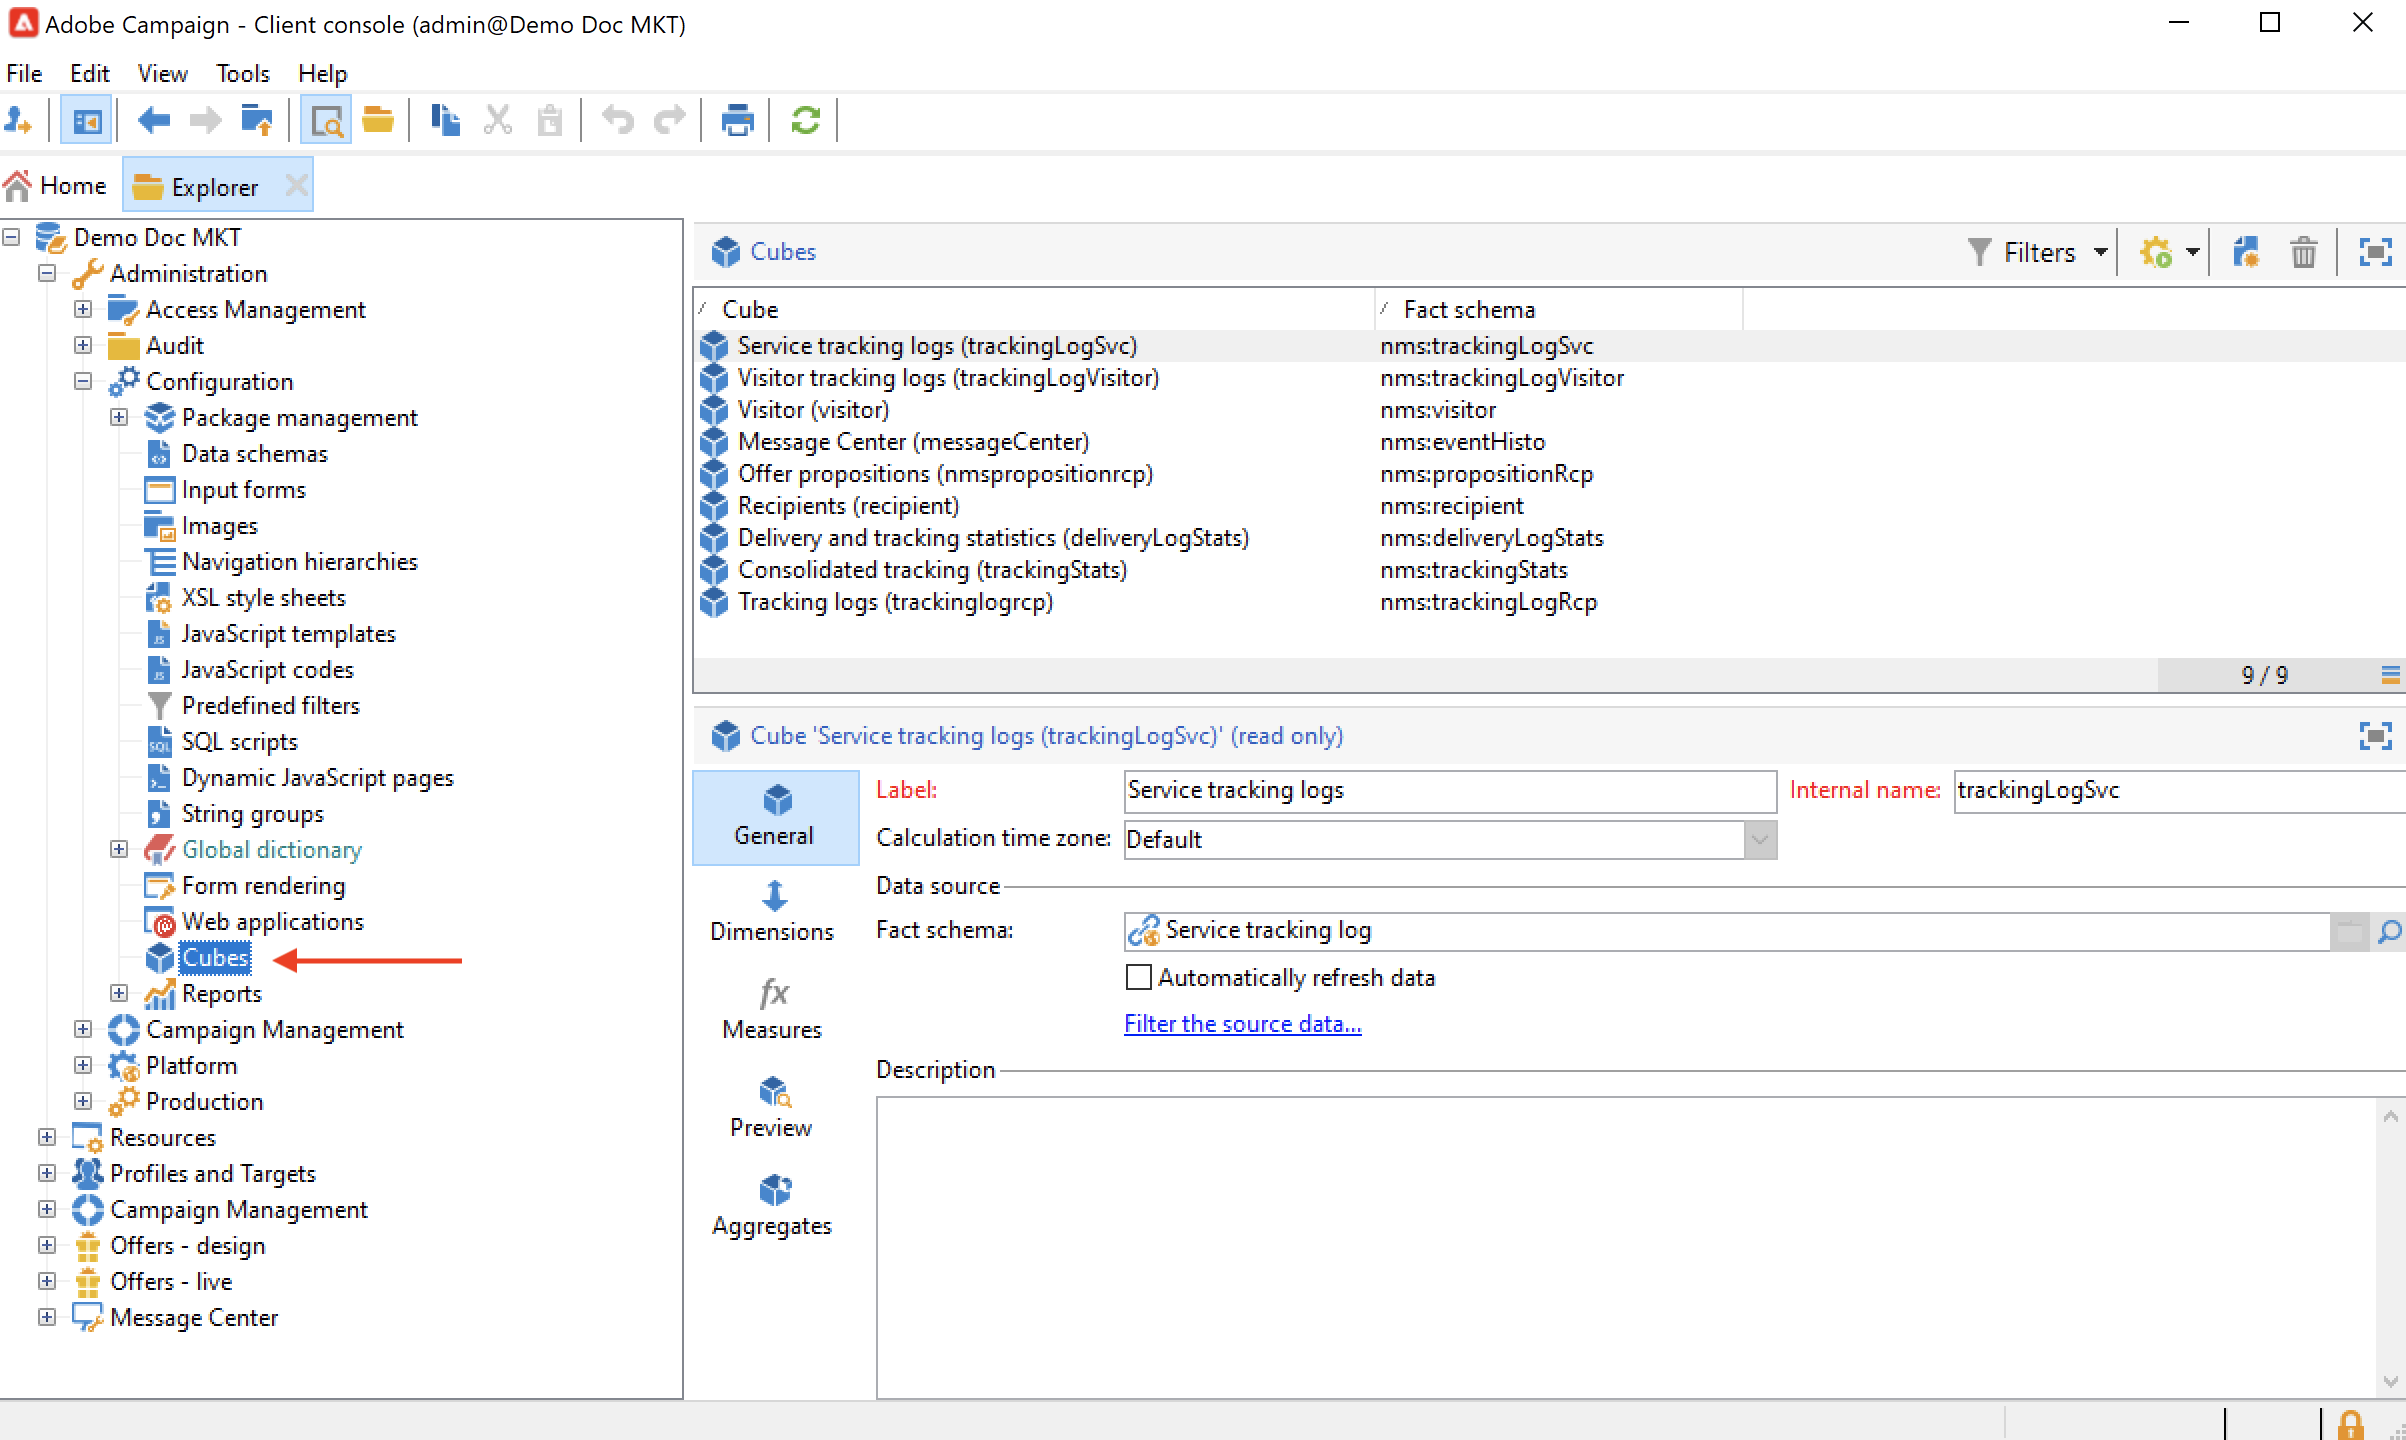 Adobe Campaign - Client console (admin@Demo Doc MKT)
File Edit View Tools Help
Home Explorer
Demo Doc MKT
Administration
Access Management
Audit
Configuration
Package management
Data schemas
Input forms
Images
Navigation hierarchies
XSL style sheets
JavaScript templates
JavaScript codes
Predefined filters
SQL scripts
Dynamic JavaScript pages
String groups
Global dictionary
Form rendering
Web applications
Cubes
Reports
Campaign Management
Platform
Production
Resources
Profiles and Targets
Campaign Management
Offers - design
Offers - live
Message Center
Cubes Filters
Cube Fact schema
Service tracking logs (trackingLogSvc) nms:trackingLogSvc
Visitor tracking logs (trackingLogVisitor) nms:trackingLogVisitor
Visitor (visitor) nms:visitor
Message Center (messageCenter) nms:eventHisto
Offer propositions (nmspropositionrcp) nms:propositionRcp
Recipients (recipient) nms:recipient
Delivery and tracking statistics (deliveryLogStats) nms:deliveryLogStats
Consolidated tracking (trackingStats) nms:trackingStats
Tracking logs (trackinglogrcp) nms:trackingLogRcp
9 / 9
Cube 'Service tracking logs (trackingLogSvc)' (read only)
General
Dimensions
fx
Measures
Preview
Aggregates
Label: Service tracking logs Internal name: trackingLogSvc
Calculation time zone: Default
Data source
Fact schema: Service tracking log
Automatically refresh data
Filter the source data...
Description